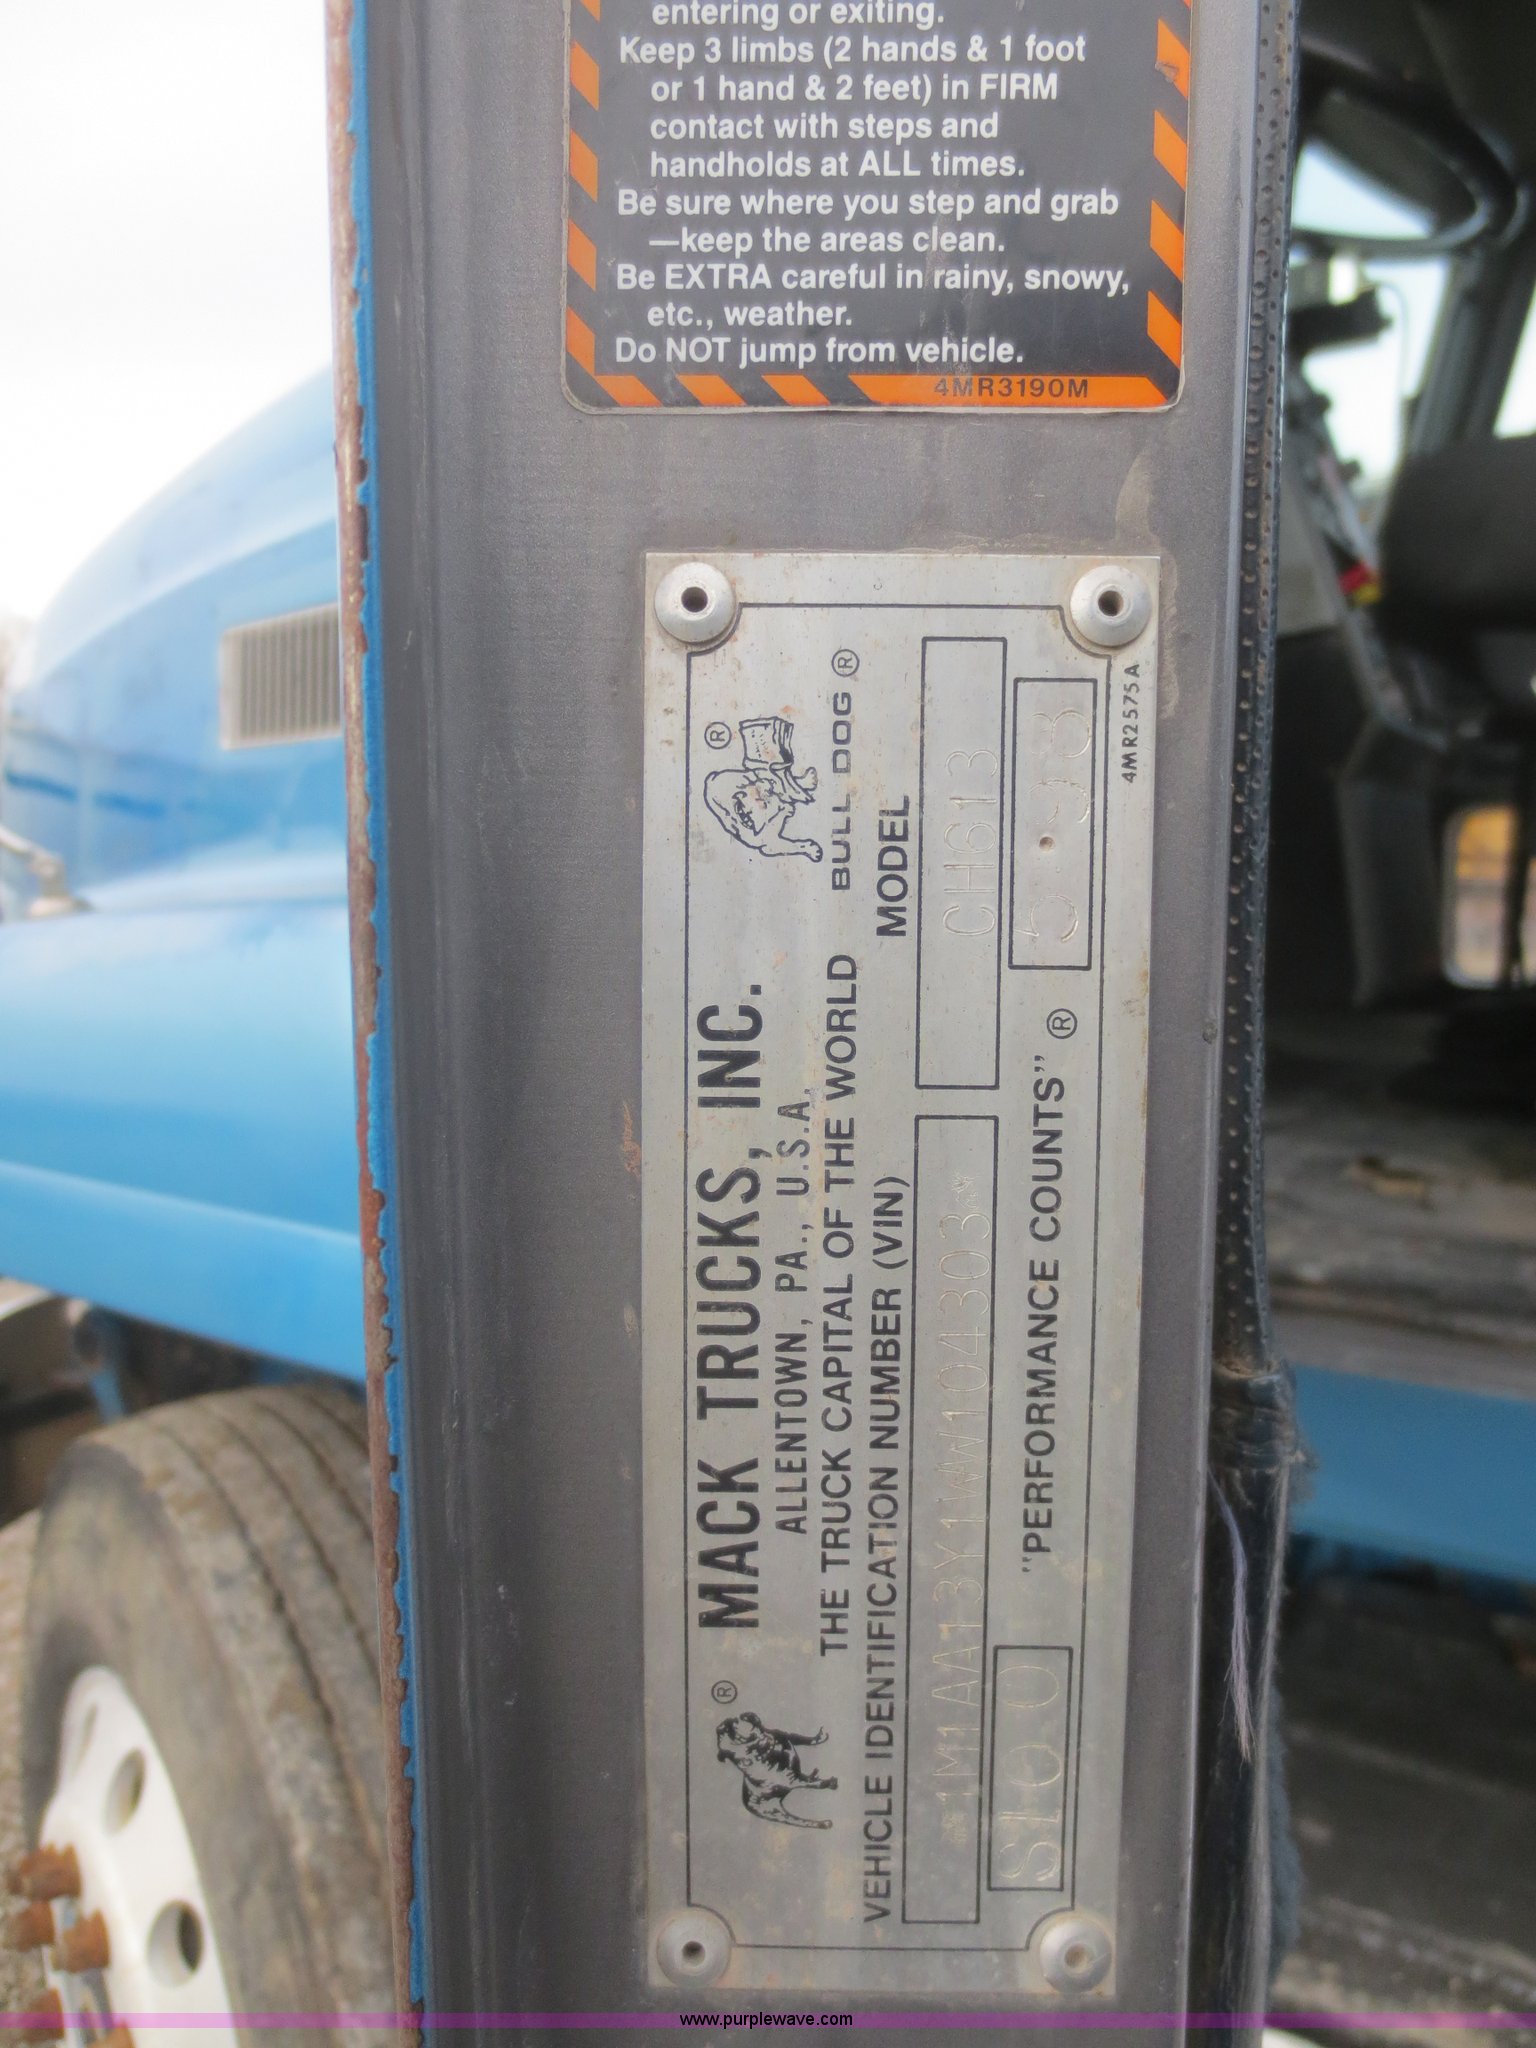 entering or exiting.
Keep 3 limbs (2 hands & 1 foot
or 1 hand & 2 feet) in FIRM
contact with steps and
handholds at ALL times.
Be sure where you step and grab
—keep the areas clean.
Be EXTRA careful in rainy, snowy,
etc., weather.
Do NOT jump from vehicle.
4MR3190M
MACK TRUCKS, INC.
ALLENTOWN, PA., U.S.A.
THE TRUCK CAPITAL OF THE WORLD
BULL DOG ®
®
®
VEHICLE IDENTIFICATION NUMBER (VIN)
MODEL
*1M1AA13Y1WW104303*
CH613
SLO O
"PERFORMANCE COUNTS" ®
5.98
4MR2575A
www.purplewave.com